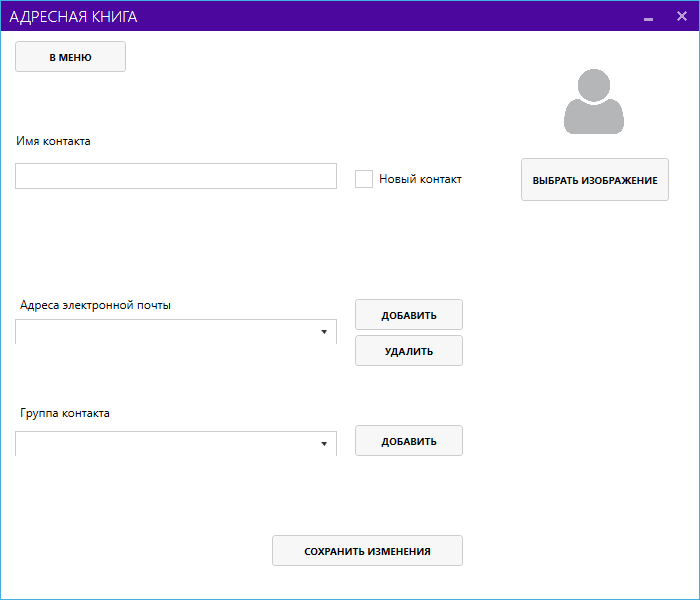 АДРЕСНАЯ КНИГА
В МЕНЮ
Имя контакта
Новый контакт
ВЫБРАТЬ ИЗОБРАЖЕНИЕ
Адреса электронной почты
ДОБАВИТЬ
УДАЛИТЬ
Группа контакта
ДОБАВИТЬ
СОХРАНИТЬ ИЗМЕНЕНИЯ